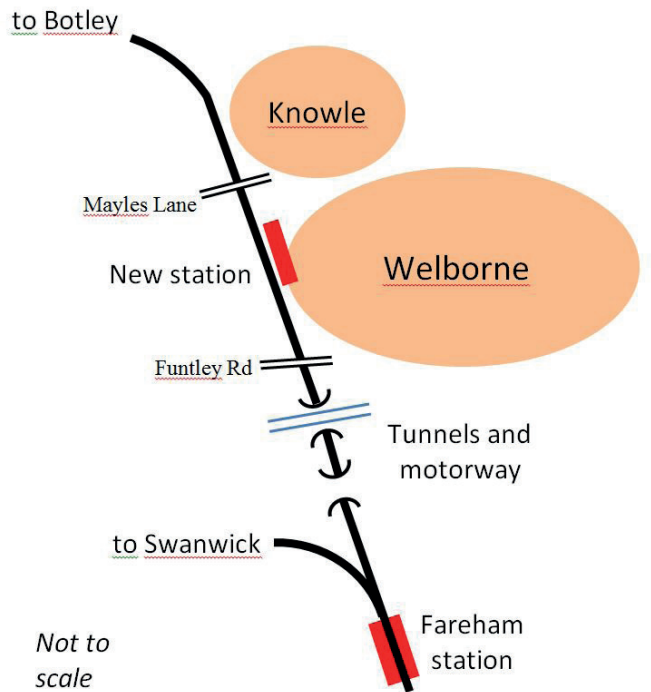 to Botley
Knowle
Mayles Lane
New station
Welborne
Funtley Rd
Tunnels and
motorway
to Swanwick
Fareham
station
Not to
scale